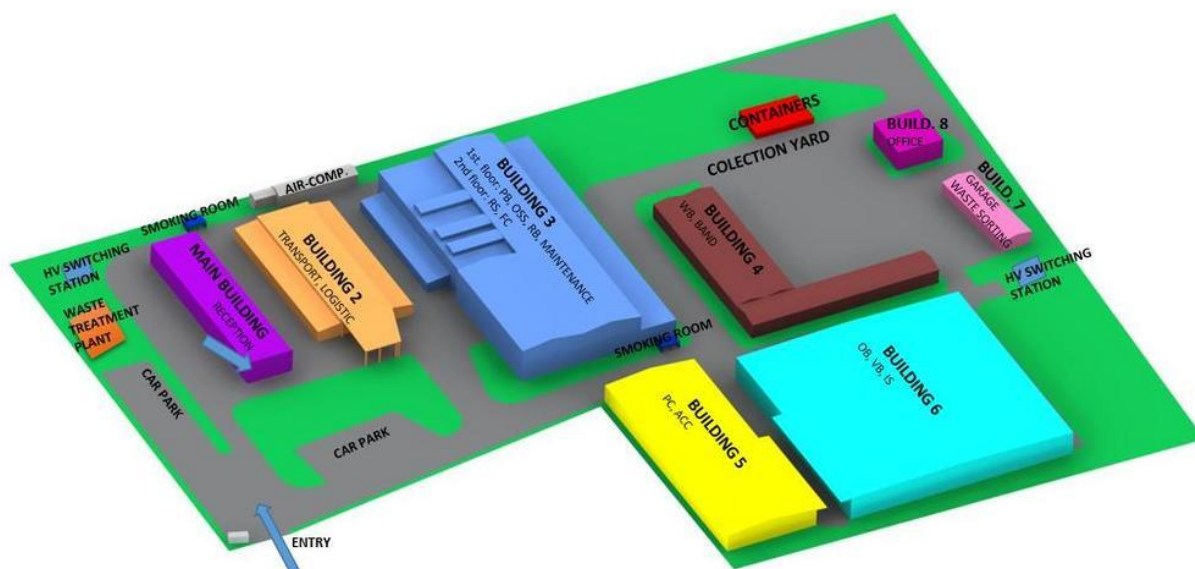 CONTAINERS
BUILD. 8
OFFICE
COLECTION YARD
BUILD. 7
GARAGE
WASTE SORTING
HV SWITCHING
STATION
AIR-COMP.
SMOKING ROOM
HV SWITCHING
STATION
WASTE
TREATMENT
PLANT
MAIN BUILDING
RECEPTION
BUILDING 2
TRANSPORT, LOGISTIC
BUILDING 3
1st. floor: PB, OSS, RB, MAINTENANCE
2nd floor: RS, FC
BUILDING 4
WB, BAND
SMOKING ROOM
BUILDING 5
PC, ACC
BUILDING 6
OB, VB, IS
CAR PARK
CAR PARK
ENTRY